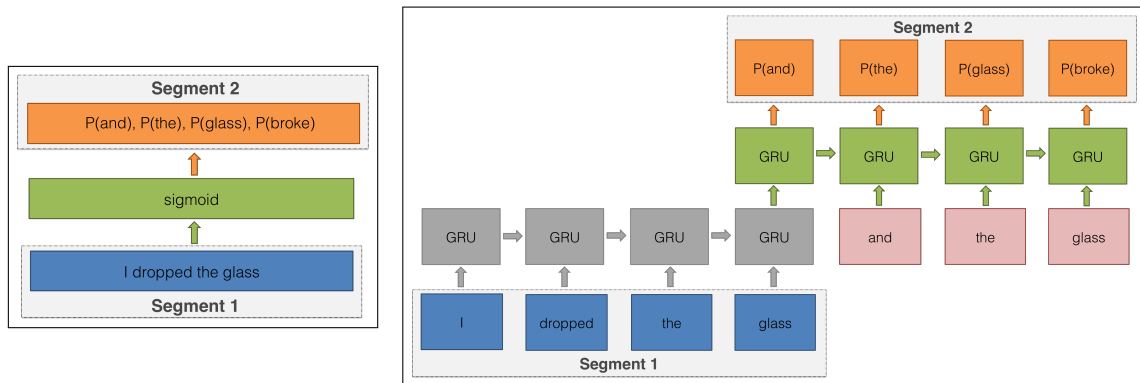 Segment 2
P(and), P(the), P(glass), P(broke)
sigmoid
I dropped the glass
Segment 1
Segment 2
P(and) P(the) P(glass) P(broke)
GRU GRU GRU GRU
GRU GRU GRU GRU and the glass
I dropped the glass
Segment 1